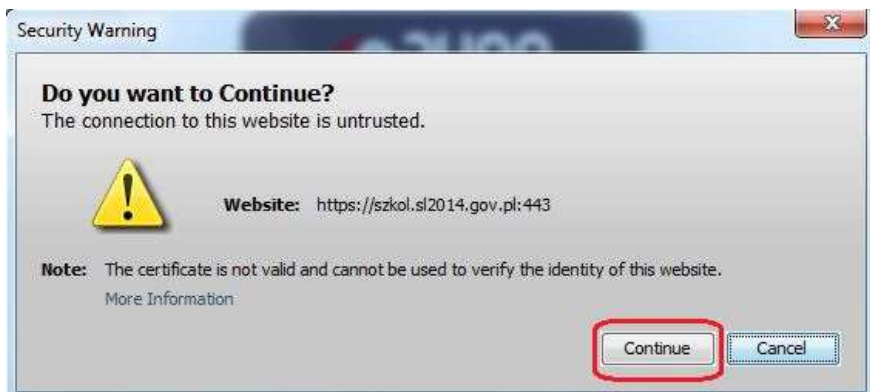 Security Warning
Do you want to Continue?
The connection to this website is untrusted.
Website: https://szkol.sl2014.gov.pl:443
Note: The certificate is not valid and cannot be used to verify the identity of this website.
More Information
Continue Cancel